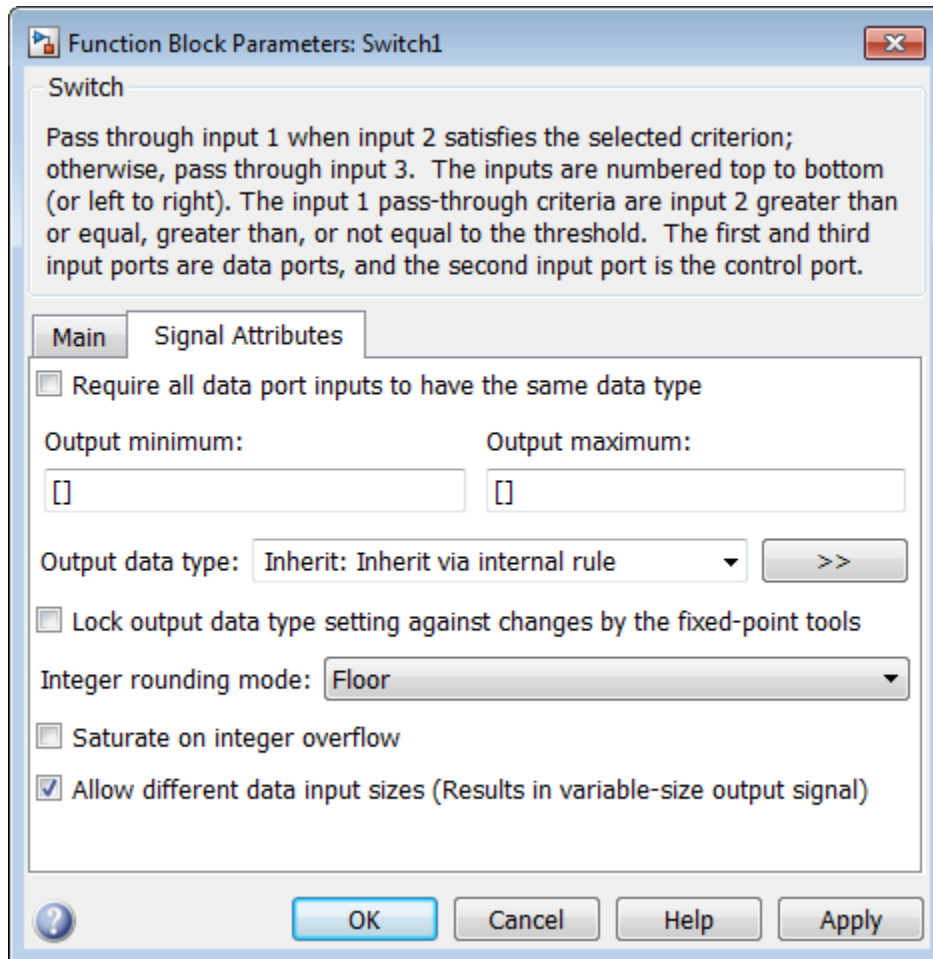 Function Block Parameters: Switch1
Switch
Pass through input 1 when input 2 satisfies the selected criterion;
otherwise, pass through input 3.  The inputs are numbered top to bottom
(or left to right). The input 1 pass-through criteria are input 2 greater than
or equal, greater than, or not equal to the threshold.  The first and third
input ports are data ports, and the second input port is the control port.
Main Signal Attributes
Require all data port inputs to have the same data type
Output minimum: Output maximum:
[] []
Output data type: Inherit: Inherit via internal rule >>
Lock output data type setting against changes by the fixed-point tools
Integer rounding mode: Floor
Saturate on integer overflow
Allow different data input sizes (Results in variable-size output signal)
? OK Cancel Help Apply